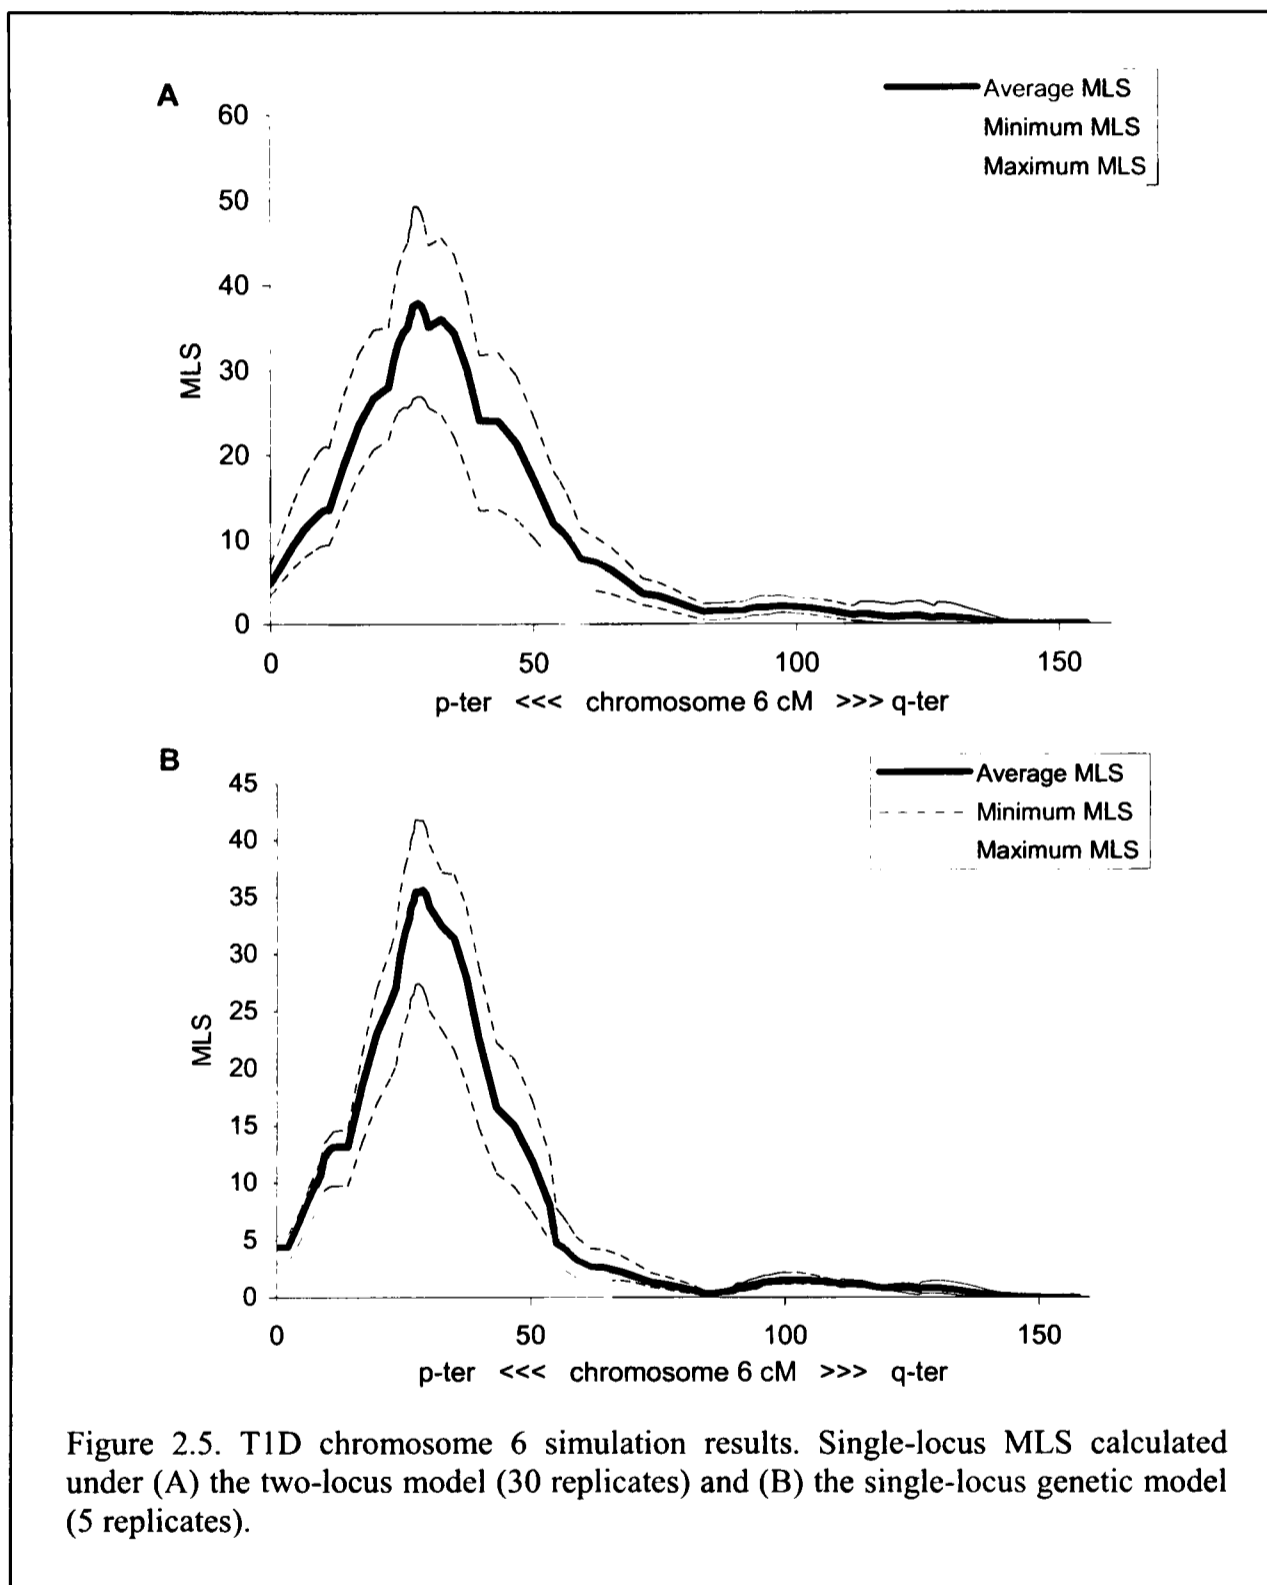 A
Average MLS
Minimum MLS
Maximum MLS
60
50
40
30
20
10
0
MLS
0 50 100 150
p-ter <<< chromosome 6 cM >>> q-ter
B
Average MLS
Minimum MLS
Maximum MLS
45
40
35
30
25
20
15
10
5
0
MLS
0 50 100 150
p-ter <<< chromosome 6 cM >>> q-ter
Figure 2.5. T1D chromosome 6 simulation results. Single-locus MLS calculated
under (A) the two-locus model (30 replicates) and (B) the single-locus genetic model
(5 replicates).